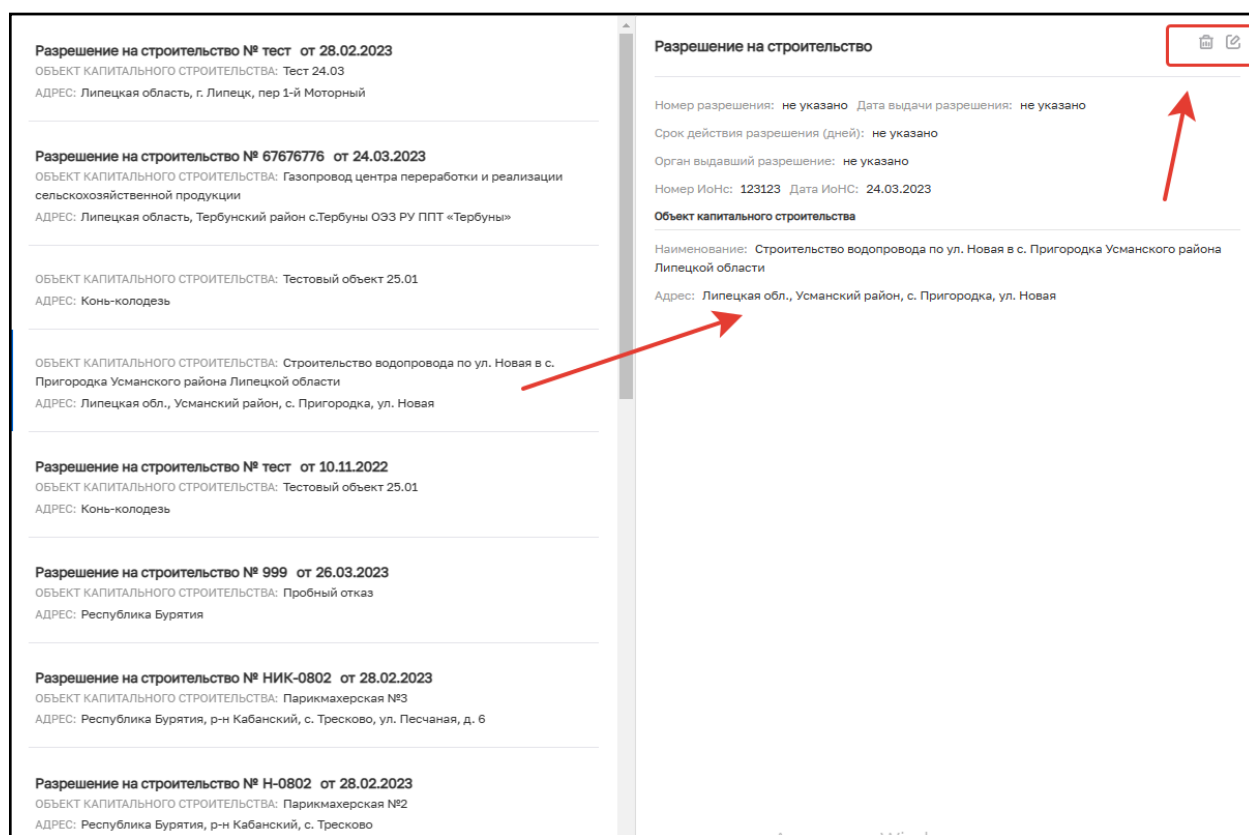 Разрешение на строительство № тест от 28.02.2023
ОБЪЕКТ КАПИТАЛЬНОГО СТРОИТЕЛЬСТВА: Тест 24.03
АДРЕС: Липецкая область, г. Липецк, пер 1-й Моторный
Разрешение на строительство № 67676776 от 24.03.2023
ОБЪЕКТ КАПИТАЛЬНОГО СТРОИТЕЛЬСТВА: Газопровод центра переработки и реализации
сельскохозяйственной продукции
АДРЕС: Липецкая область, Тербунский район с.Тербуны ОЭЗ РУ ППТ «Тербуны»
ОБЪЕКТ КАПИТАЛЬНОГО СТРОИТЕЛЬСТВА: Тестовый объект 25.01
АДРЕС: Конь-колодезь
ОБЪЕКТ КАПИТАЛЬНОГО СТРОИТЕЛЬСТВА: Строительство водопровода по ул. Новая в с.
Пригородка Усманского района Липецкой области
АДРЕС: Липецкая обл., Усманский район, с. Пригородка, ул. Новая
Разрешение на строительство № тест от 10.11.2022
ОБЪЕКТ КАПИТАЛЬНОГО СТРОИТЕЛЬСТВА: Тестовый объект 25.01
АДРЕС: Конь-колодезь
Разрешение на строительство № 999 от 26.03.2023
ОБЪЕКТ КАПИТАЛЬНОГО СТРОИТЕЛЬСТВА: Пробный отказ
АДРЕС: Республика Бурятия
Разрешение на строительство № НИК-0802 от 28.02.2023
ОБЪЕКТ КАПИТАЛЬНОГО СТРОИТЕЛЬСТВА: Парикмахерская №3
АДРЕС: Республика Бурятия, р-н Кабанский, с. Тресково, ул. Песчаная, д. 6
Разрешение на строительство № Н-0802 от 28.02.2023
ОБЪЕКТ КАПИТАЛЬНОГО СТРОИТЕЛЬСТВА: Парикмахерская №2
АДРЕС: Республика Бурятия, р-н Кабанский, с. Тресково
Разрешение на строительство
Номер разрешения: не указано Дата выдачи разрешения: не указано
Срок действия разрешения (дней): не указано
Орган выдавший разрешение: не указано
Номер ИоНс: 123123 Дата ИоНС: 24.03.2023
Объект капитального строительства
Наименование: Строительство водопровода по ул. Новая в с. Пригородка Усманского района
Липецкой области
Адрес: Липецкая обл., Усманский район, с. Пригородка, ул. Новая